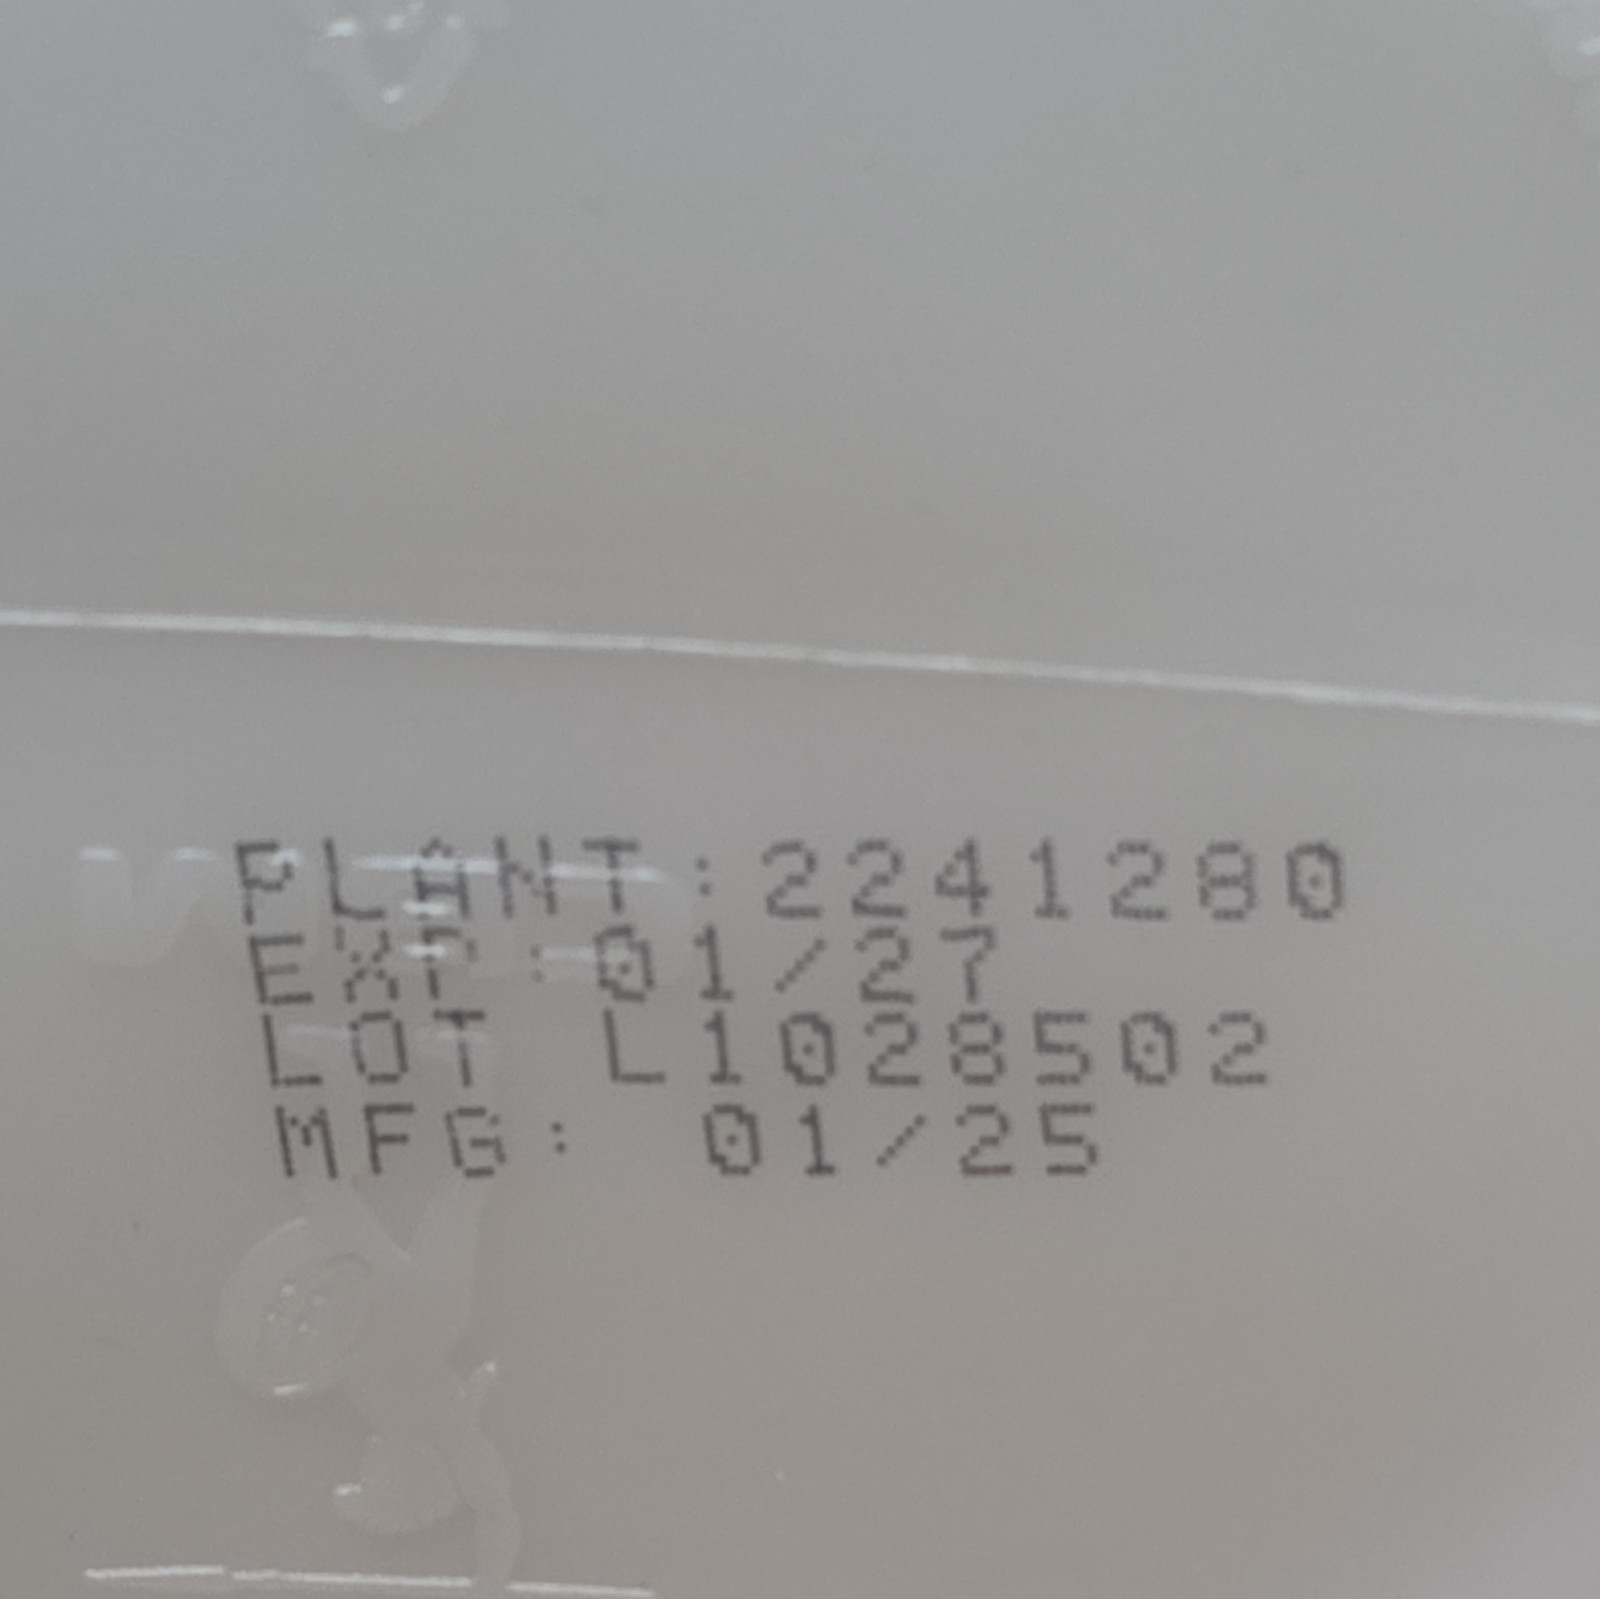 PLANT:2241280
EXP:01/27
LOT L1028502
MFG: 01/25